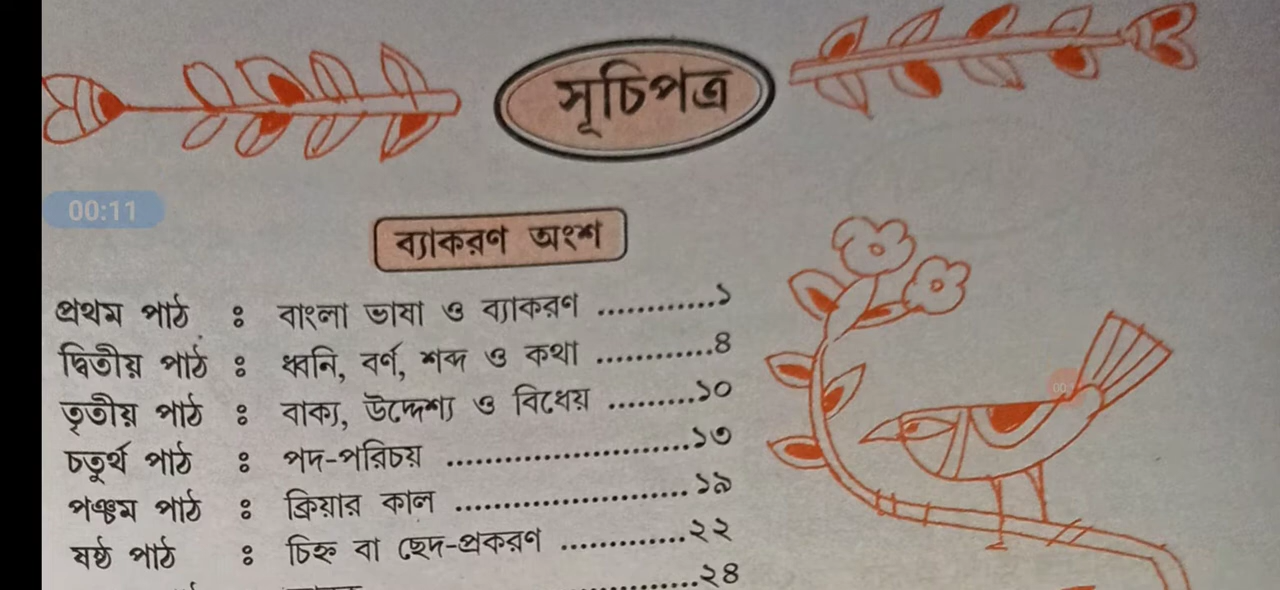 সূচিপত্র
00:11
ব্যাকরণ অংশ
প্রথম পাঠ : বাংলা ভাষা ও ব্যাকরণ ............১
দ্বিতীয় পাঠ : ধ্বনি, বর্ণ, শব্দ ও কথা ............৪
তৃতীয় পাঠ : বাক্য, উদ্দেশ্য ও বিধেয় .........১০
চতুর্থ পাঠ : পদ-পরিচয় .........................১৩
পঞ্চম পাঠ : ক্রিয়ার কাল ........................১৯
ষষ্ঠ পাঠ : চিহ্ন বা ছেদ-প্রকরণ .............২২
.......২৪